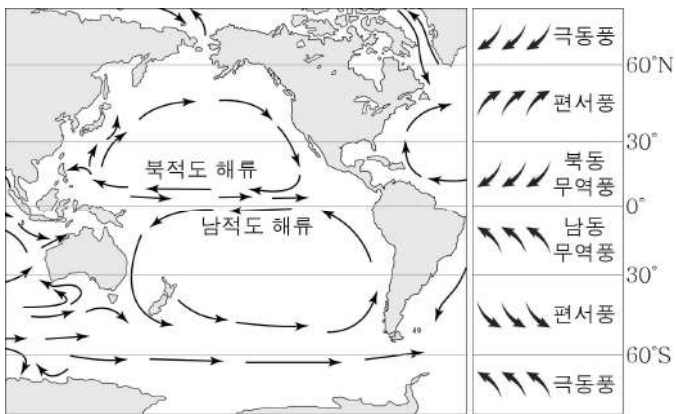 북적도 해류
남적도 해류
49
극동풍
60°N
편서풍
30°
북동
무역풍
0°
남동
무역풍
30°
편서풍
60°S
극동풍